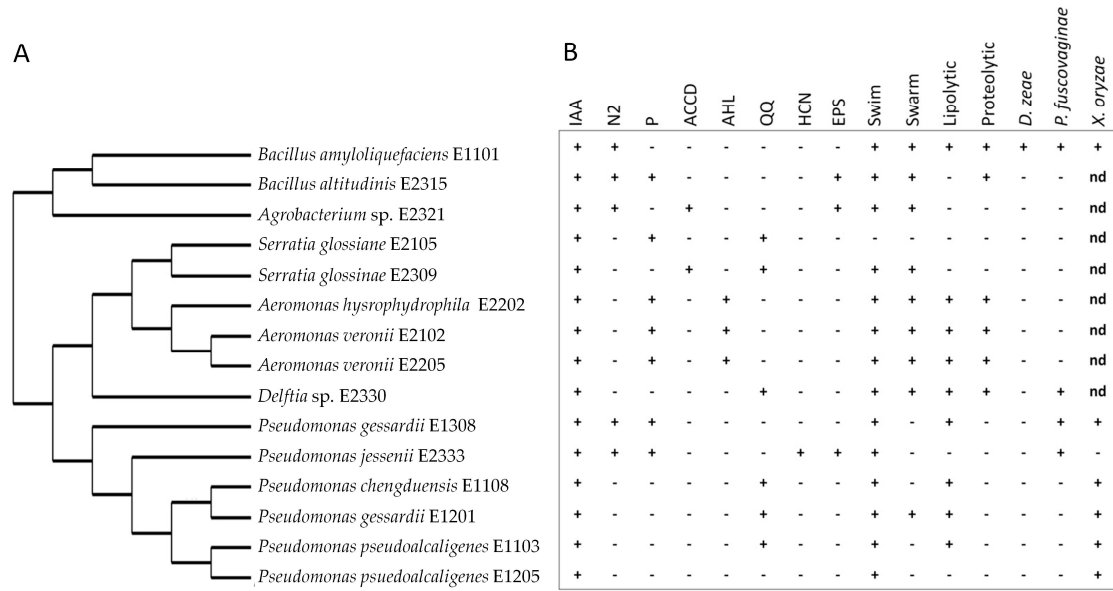 A
B
IAA N2 P ACCD AHL QQ HCN EPS Swim Swarm Lipolytic Proteolytic D. zeae P. fuscovaginae X. oryzae
Bacillus amyloliquefaciens E1101 + + - - - - - - + + + + + + +
Bacillus altitudinis E2315 + + + - - - - + + + - + - - nd
Agrobacterium sp. E2321 + + - + - - - + + + - - - - nd
Serratia glossiane E2105 + - + - - + - - - - - - - - nd
Serratia glossinae E2309 + - - + - + - - + + - - - - nd
Aeromonas hysrophydrophila E2202 + - + - + - - - + + + + - - nd
Aeromonas veronii E2102 + - + - + - - - + + + + - - nd
Aeromonas veronii E2205 + - + - + - - - + + + + - - nd
Delftia sp. E2330 + - - - - + - - + + + + - + nd
Pseudomonas gessardii E1308 + + + - - - - - + - + - - + +
Pseudomonas jessenii E2333 + + + - - - + + + - - - - + -
Pseudomonas chengduensis E1108 + - - - - + - - + - + - - - +
Pseudomonas gessardii E1201 + - - - - + - - + + + - - - +
Pseudomonas pseudoalcaligenes E1103 + - - - - + - - + - + - - - +
Pseudomonas psuedoalcaligenes E1205 + - - - - - - - + - - - - - +